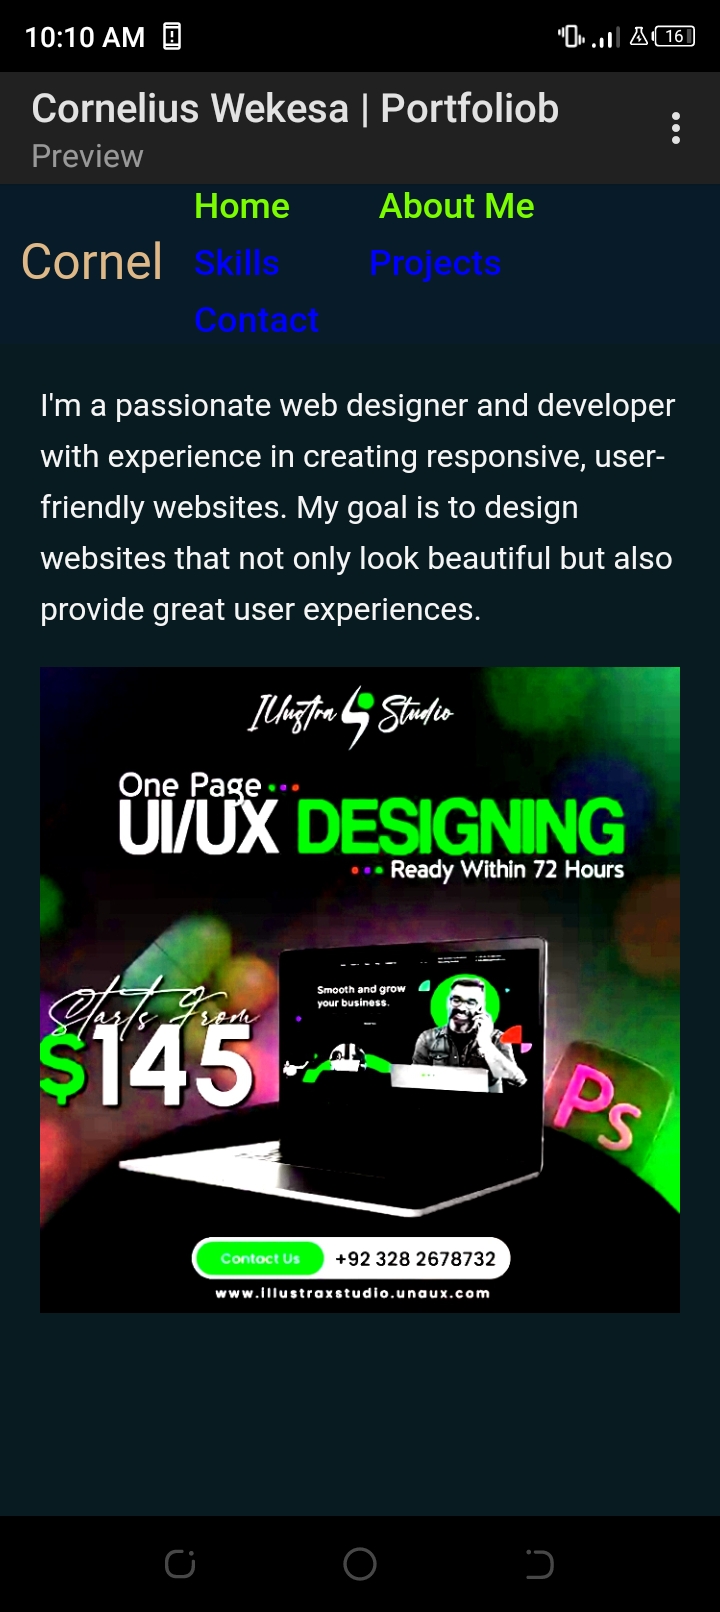 10:10 AM
16
Cornelius Wekesa | Portfoliob
Preview
Cornel
Home About Me
Skills Projects
Contact
I'm a passionate web designer and developer
with experience in creating responsive, user-
friendly websites. My goal is to design
websites that not only look beautiful but also
provide great user experiences.
Illustra Studio
One Page
UI/UX DESIGNING
Ready Within 72 Hours
Smooth and grow
your business.
Starts From
$145
Ps
Contact Us +92 328 2678732
www.illustraxstudio.unaux.com